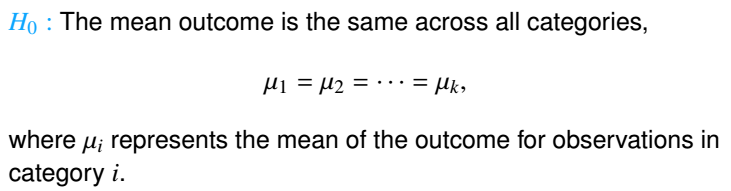 H₀ : The mean outcome is the same across all categories,
μ₁ = μ₂ = ⋯ = μₖ,
where μᵢ represents the mean of the outcome for observations in
category i.